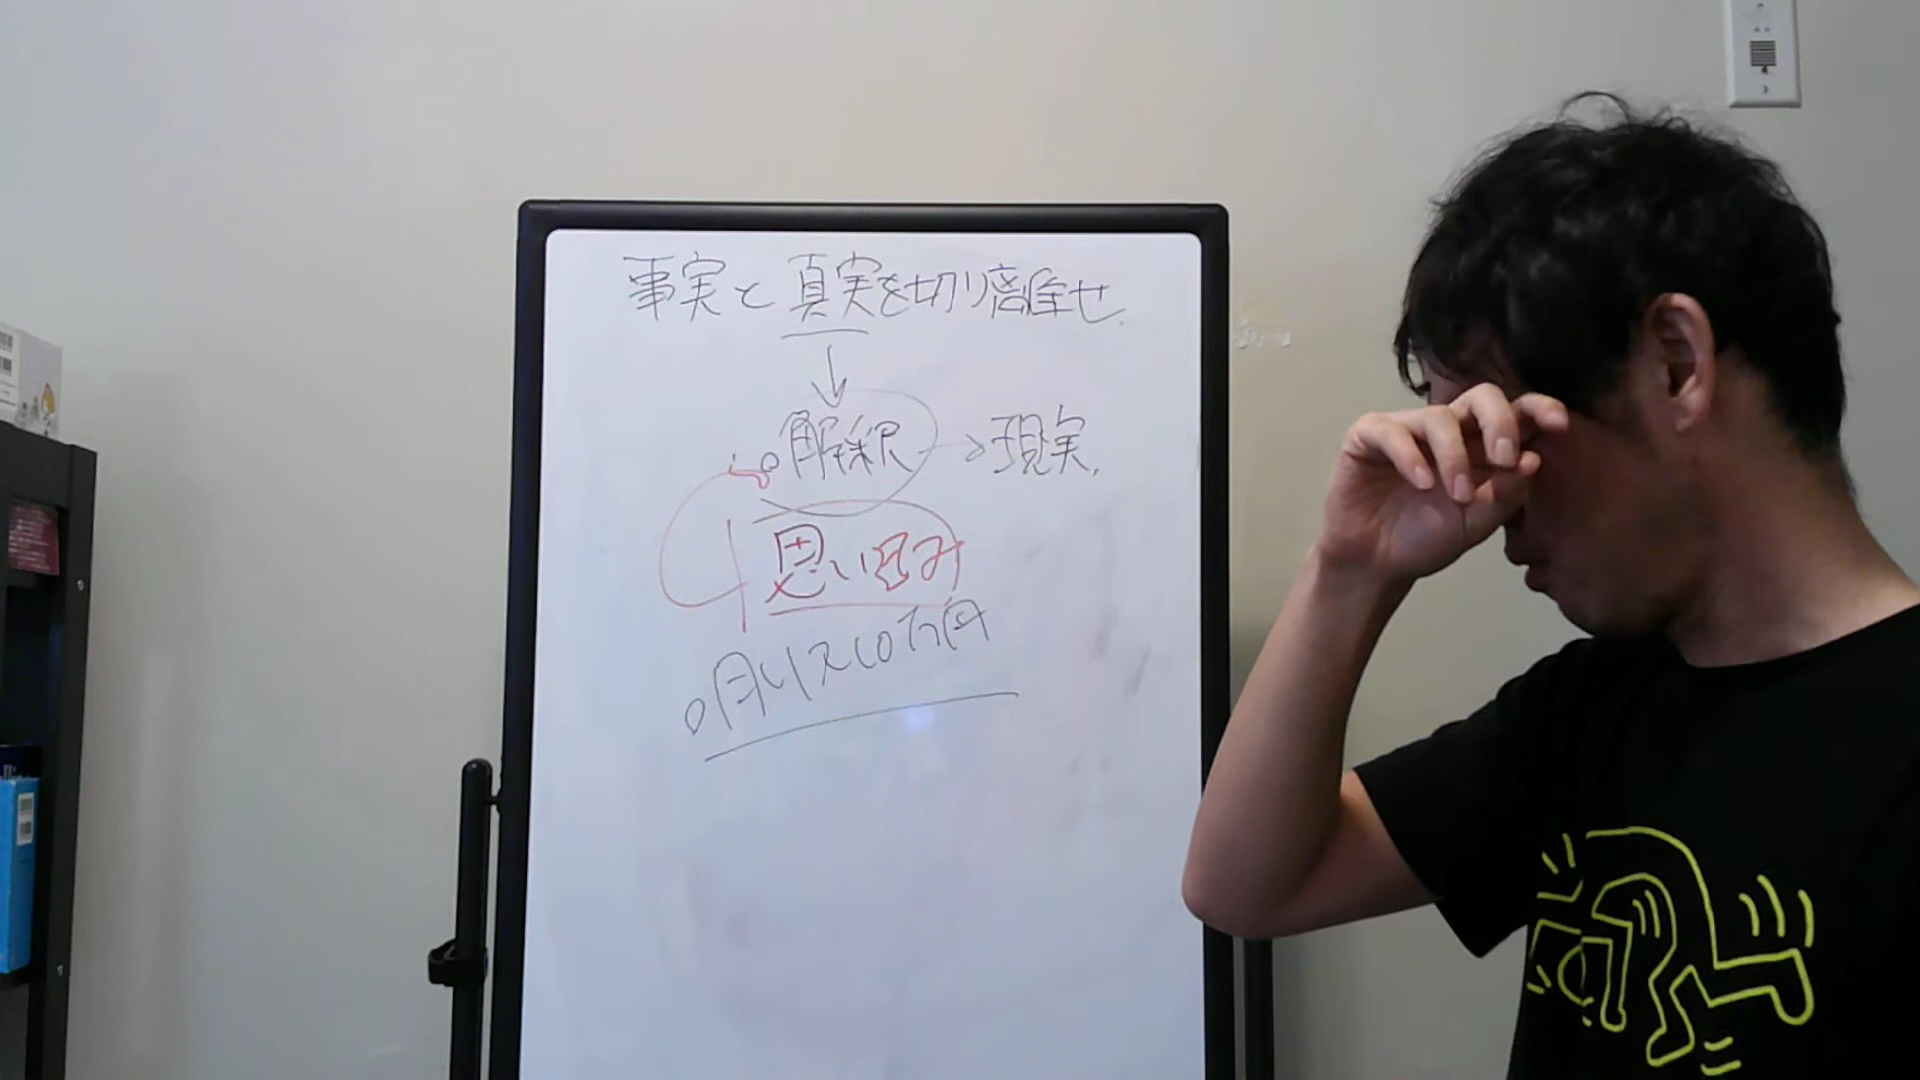 事実と真実を切り離せ.
解釈 → 現実.
思い込み
月収10万円